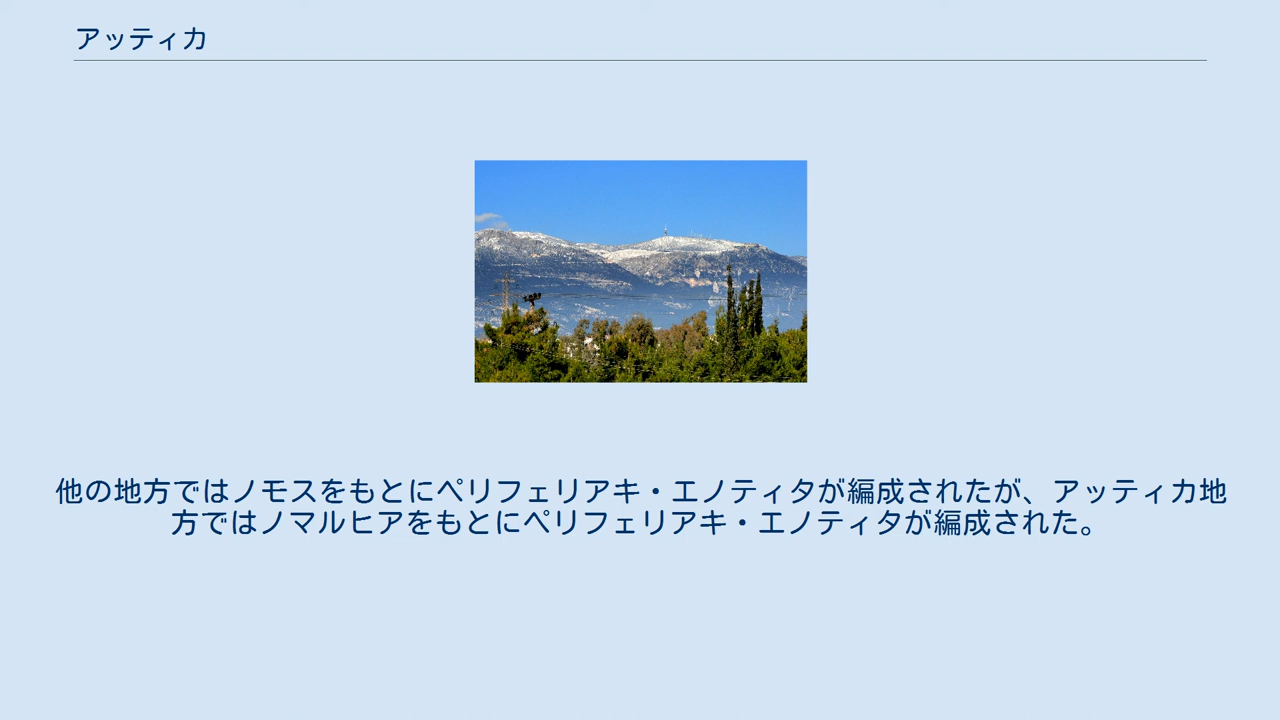 アッティカ
他の地方ではノモスをもとにペリフェリアキ・エノティタが編成されたが、アッティカ地
方ではノマルヒアをもとにペリフェリアキ・エノティタが編成された。